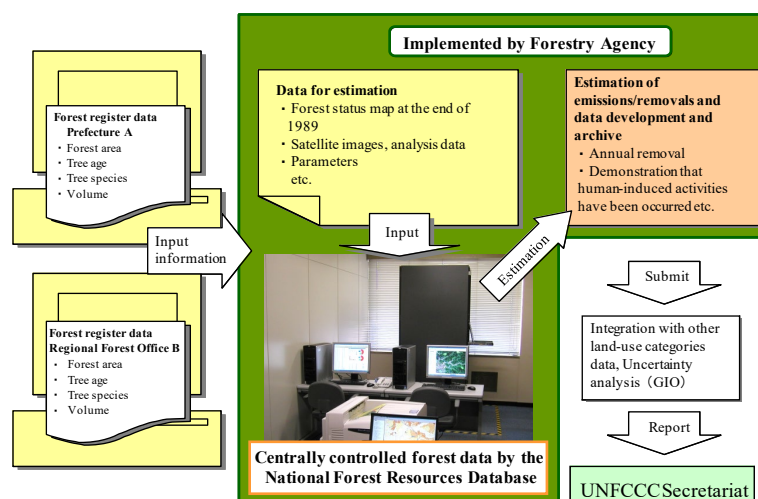 Implemented by Forestry Agency
Forest register data
Prefecture A
・ Forest area
・ Tree age
・ Tree species
・ Volume
Forest register data
Regional Forest Office B
・ Forest area
・ Tree age
・ Tree species
・ Volume
Input
information
Data for estimation
・ Forest status map at the end of
1989
・ Satellite images, analysis data
・ Parameters
etc.
Input
Centrally controlled forest data by the
National Forest Resources Database
Estimation
Estimation of
emissions/removals and
data development and
archive
・ Annual removal
・ Demonstration that
human-induced activities
have been occurred etc.
Submit
Integration with other
land-use categories
data, Uncertainty
analysis（GIO）
Report
UNFCCC Secretariat